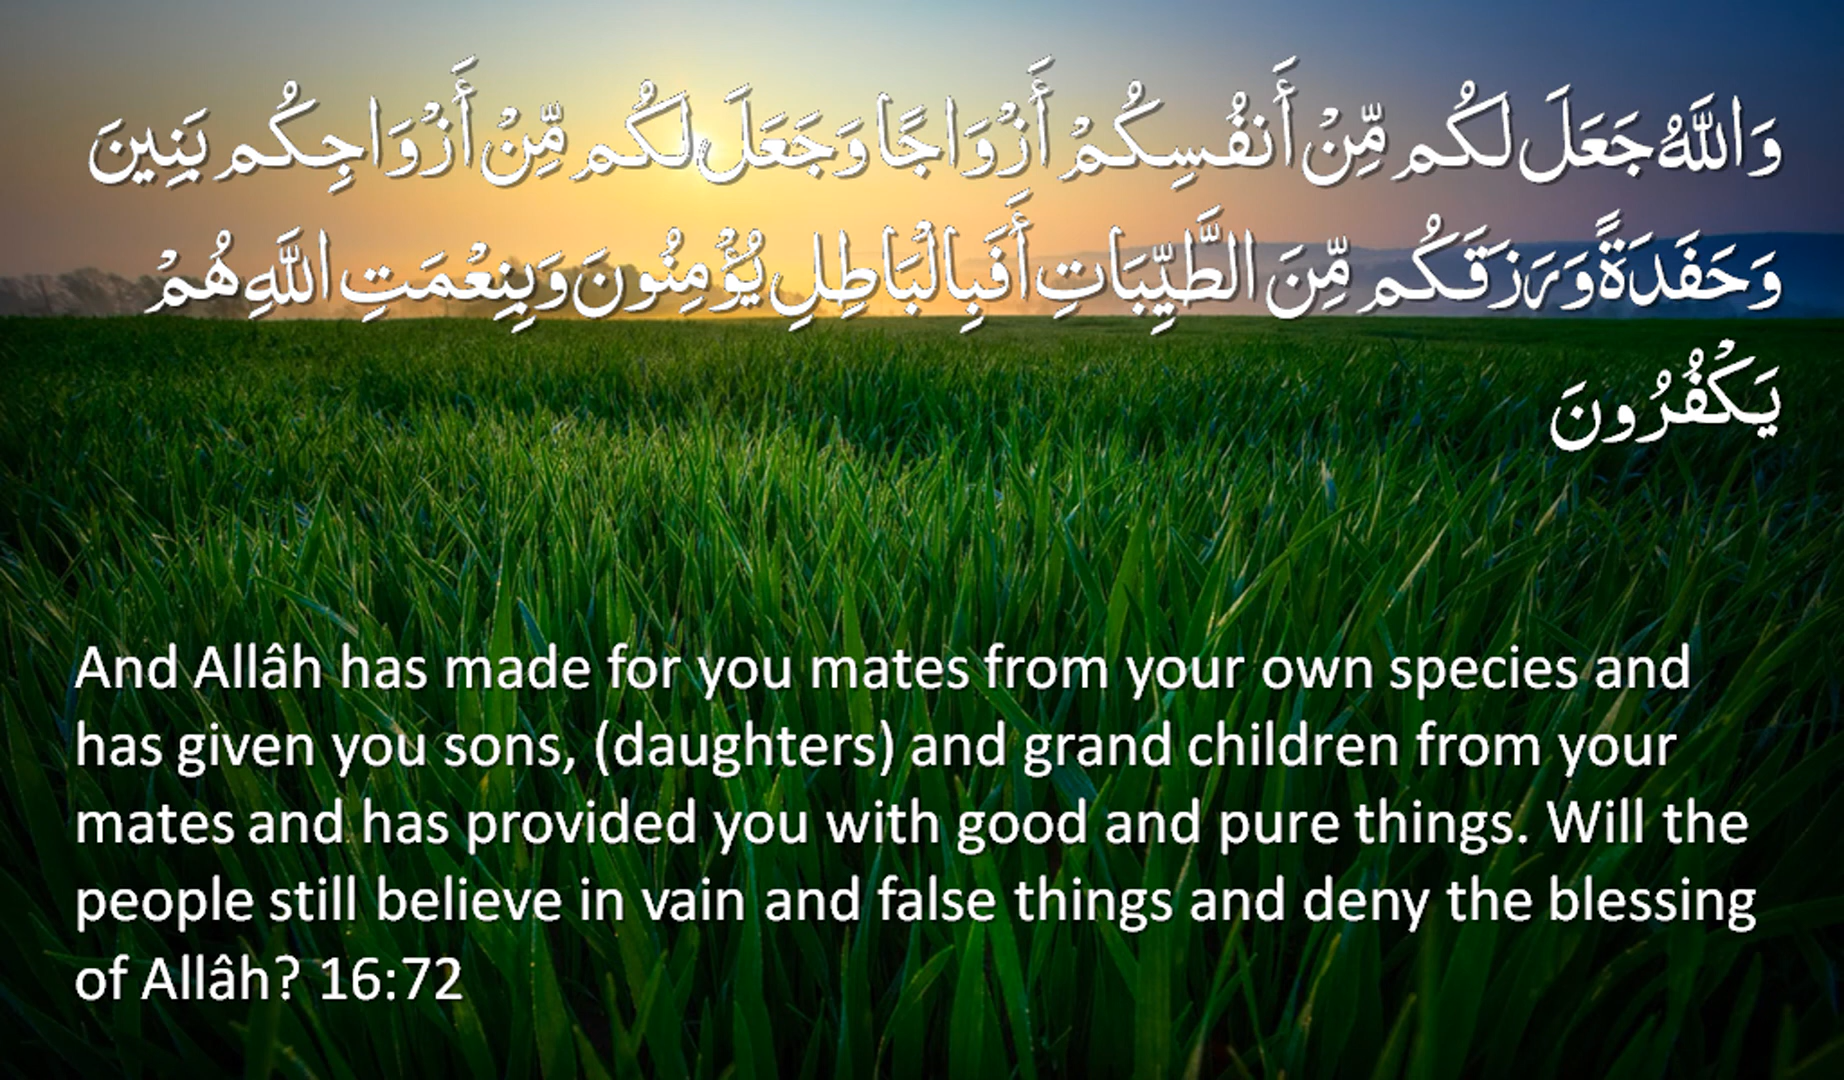 وَاللَّهُ جَعَلَ لَكُم مِّنْ أَنفُسِكُمْ أَزْوَاجًا وَجَعَلَ لَكُم مِّنْ أَزْوَاجِكُم بَنِينَ
وَحَفَدَةً وَرَزَقَكُم مِّنَ الطَّيِّبَاتِ أَفَبِالْبَاطِلِ يُؤْمِنُونَ وَبِنِعْمَتِ اللَّهِ هُمْ
يَكْفُرُونَ
And Allâh has made for you mates from your own species and
has given you sons, (daughters) and grand children from your
mates and has provided you with good and pure things. Will the
people still believe in vain and false things and deny the blessing
of Allâh? 16:72